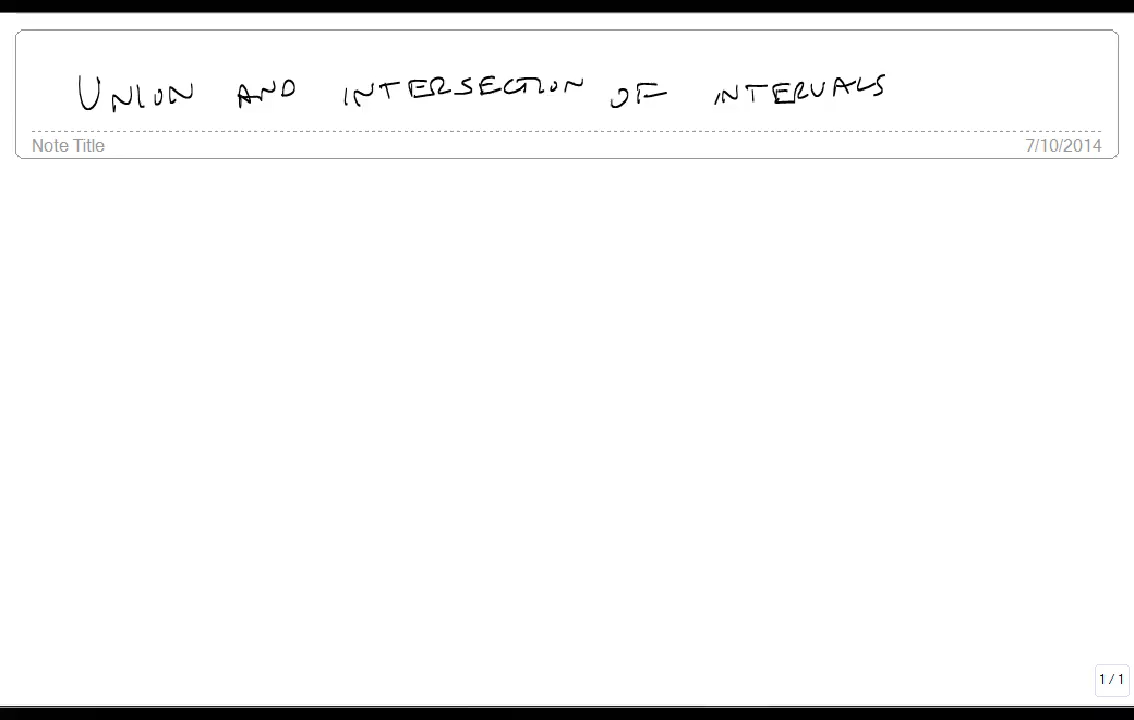 UNION AND INTERSECTION OF INTERVALS
Note Title 7/10/2014
1 / 1